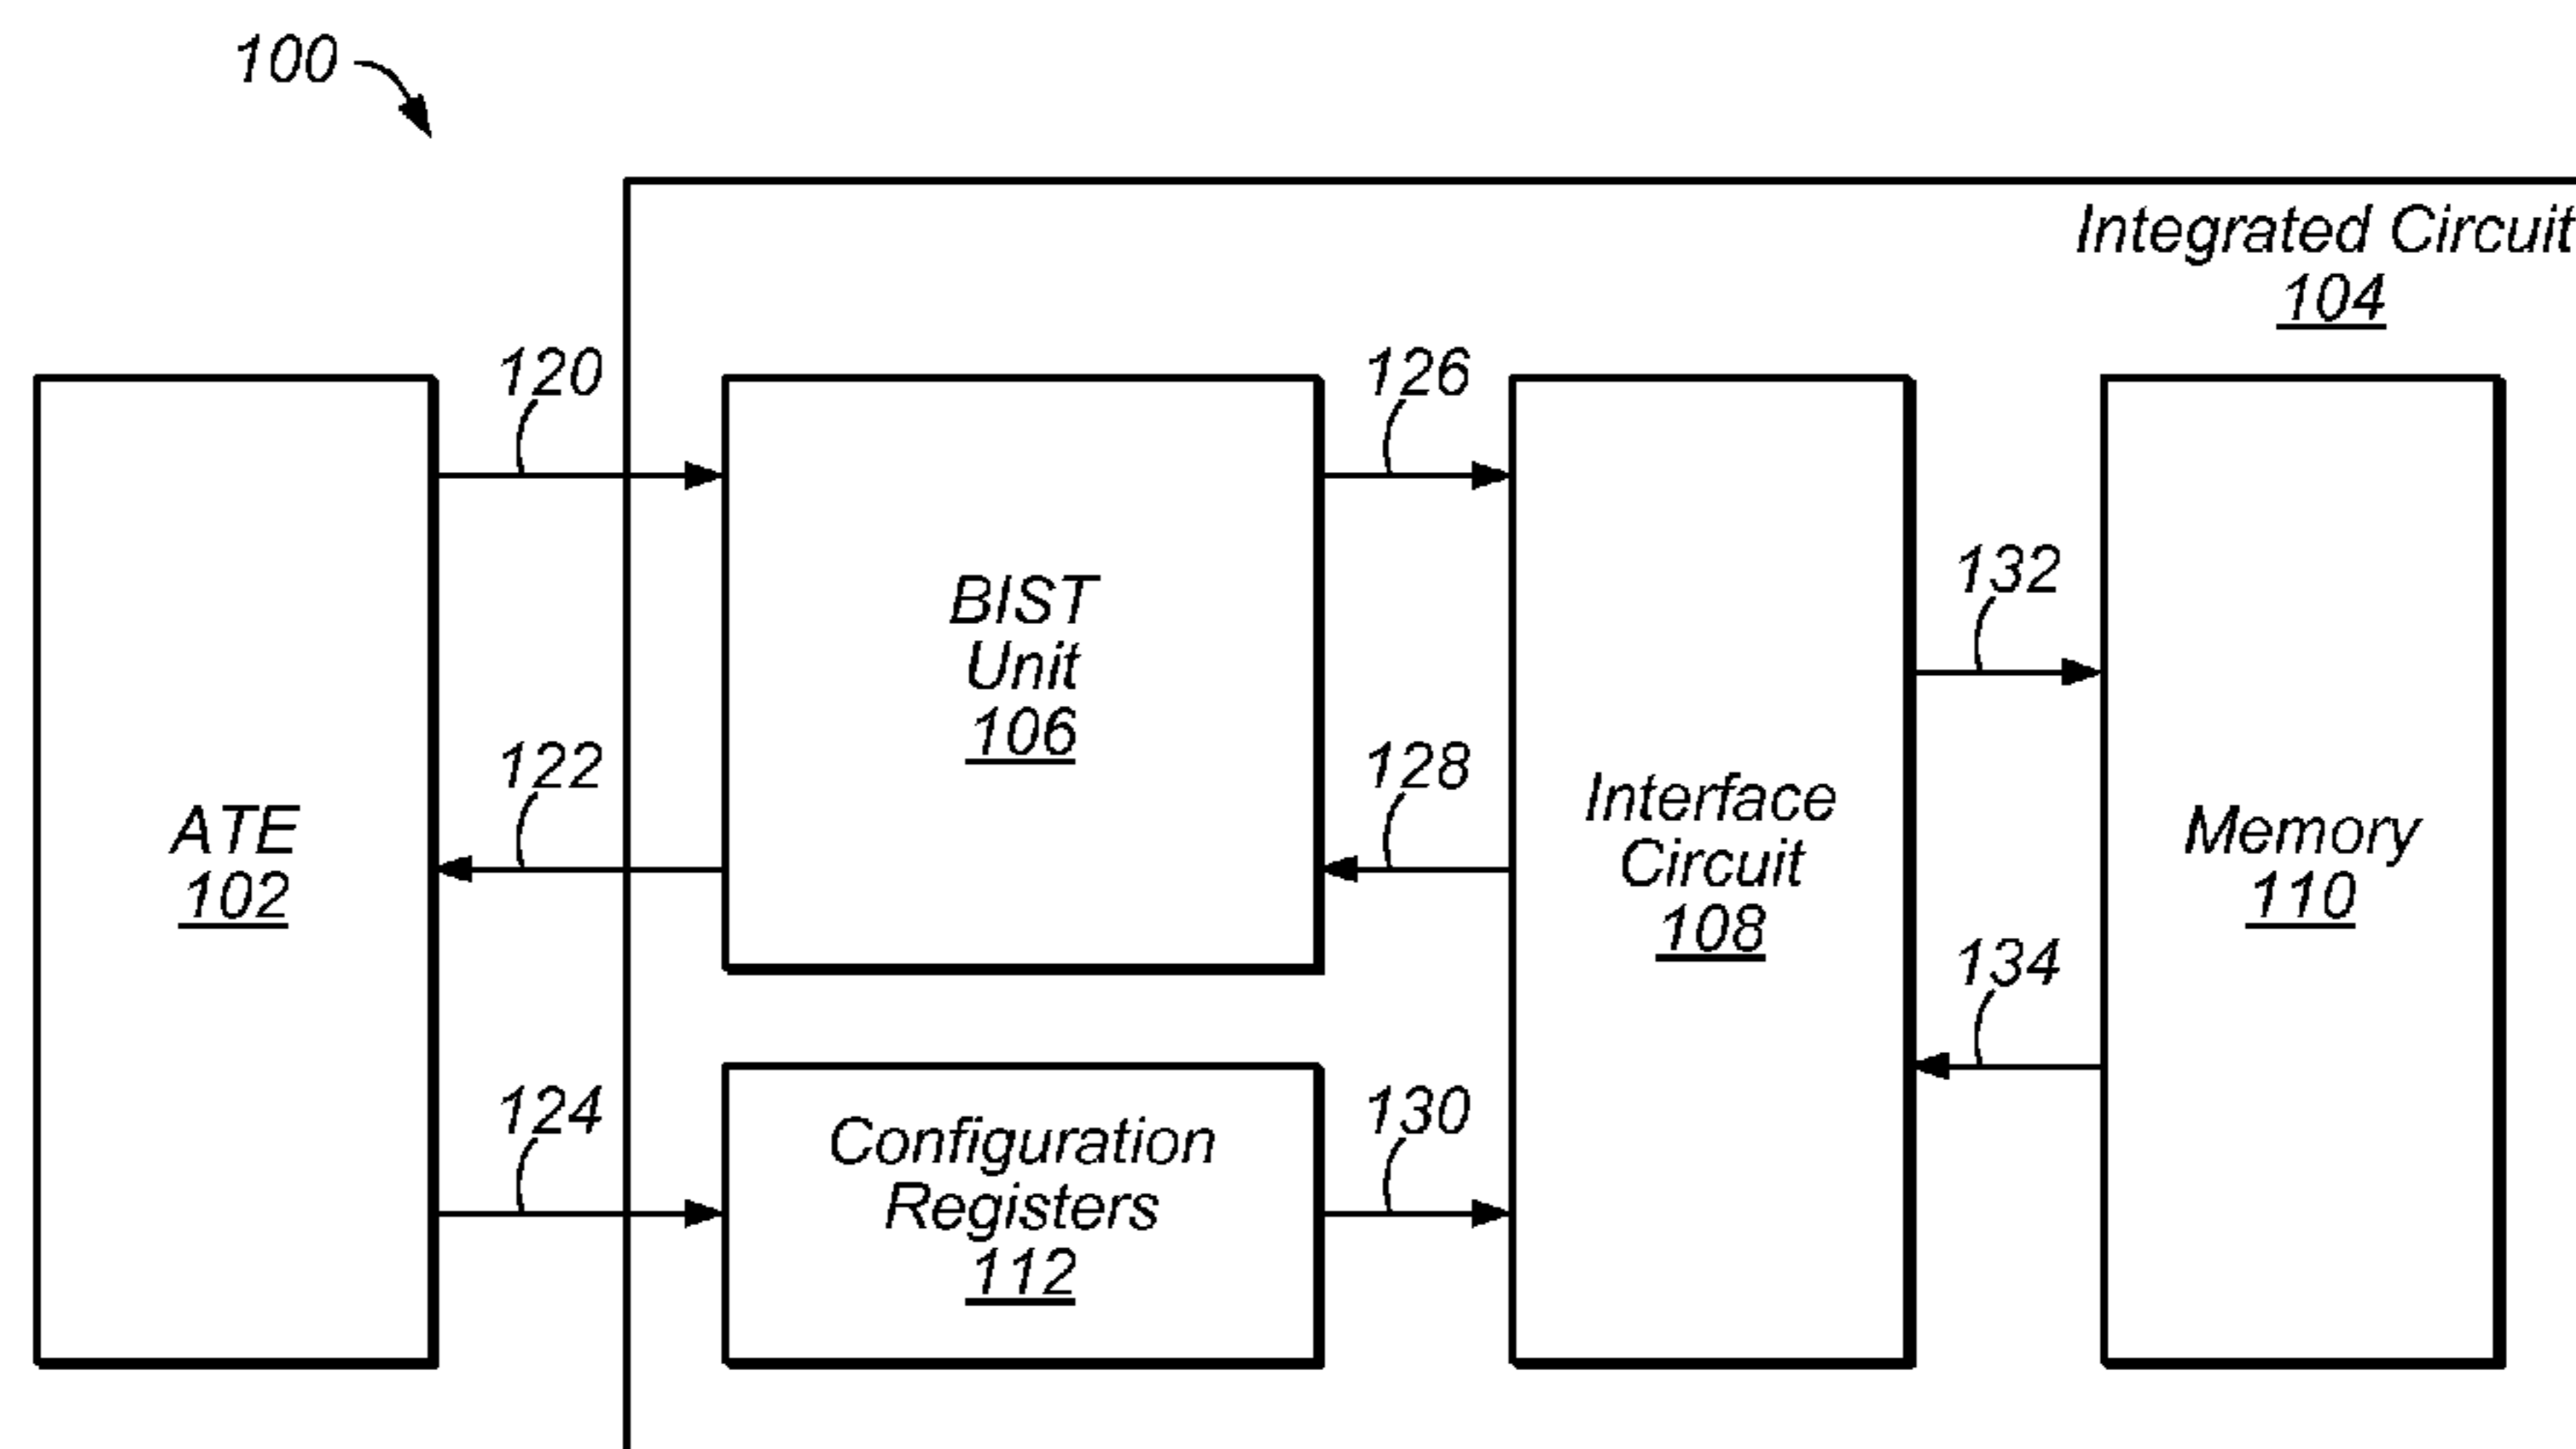 100
Integrated Circuit
104
120
126
132
BIST
Unit
106
122
128
ATE
102
Interface
Circuit
108
Memory
110
134
124
Configuration
Registers
112
130